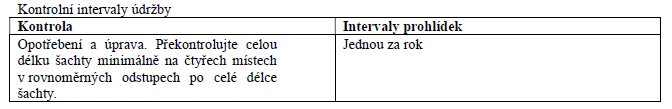 Kontrolní intervaly údržby
Kontrola Intervaly prohlídek
Opotřebení a úprava. Překontrolujte celou Jednou za rok
délku šachty minimálně na čtyřech místech
v rovnoměrných odstupech po celé délce
šachty.